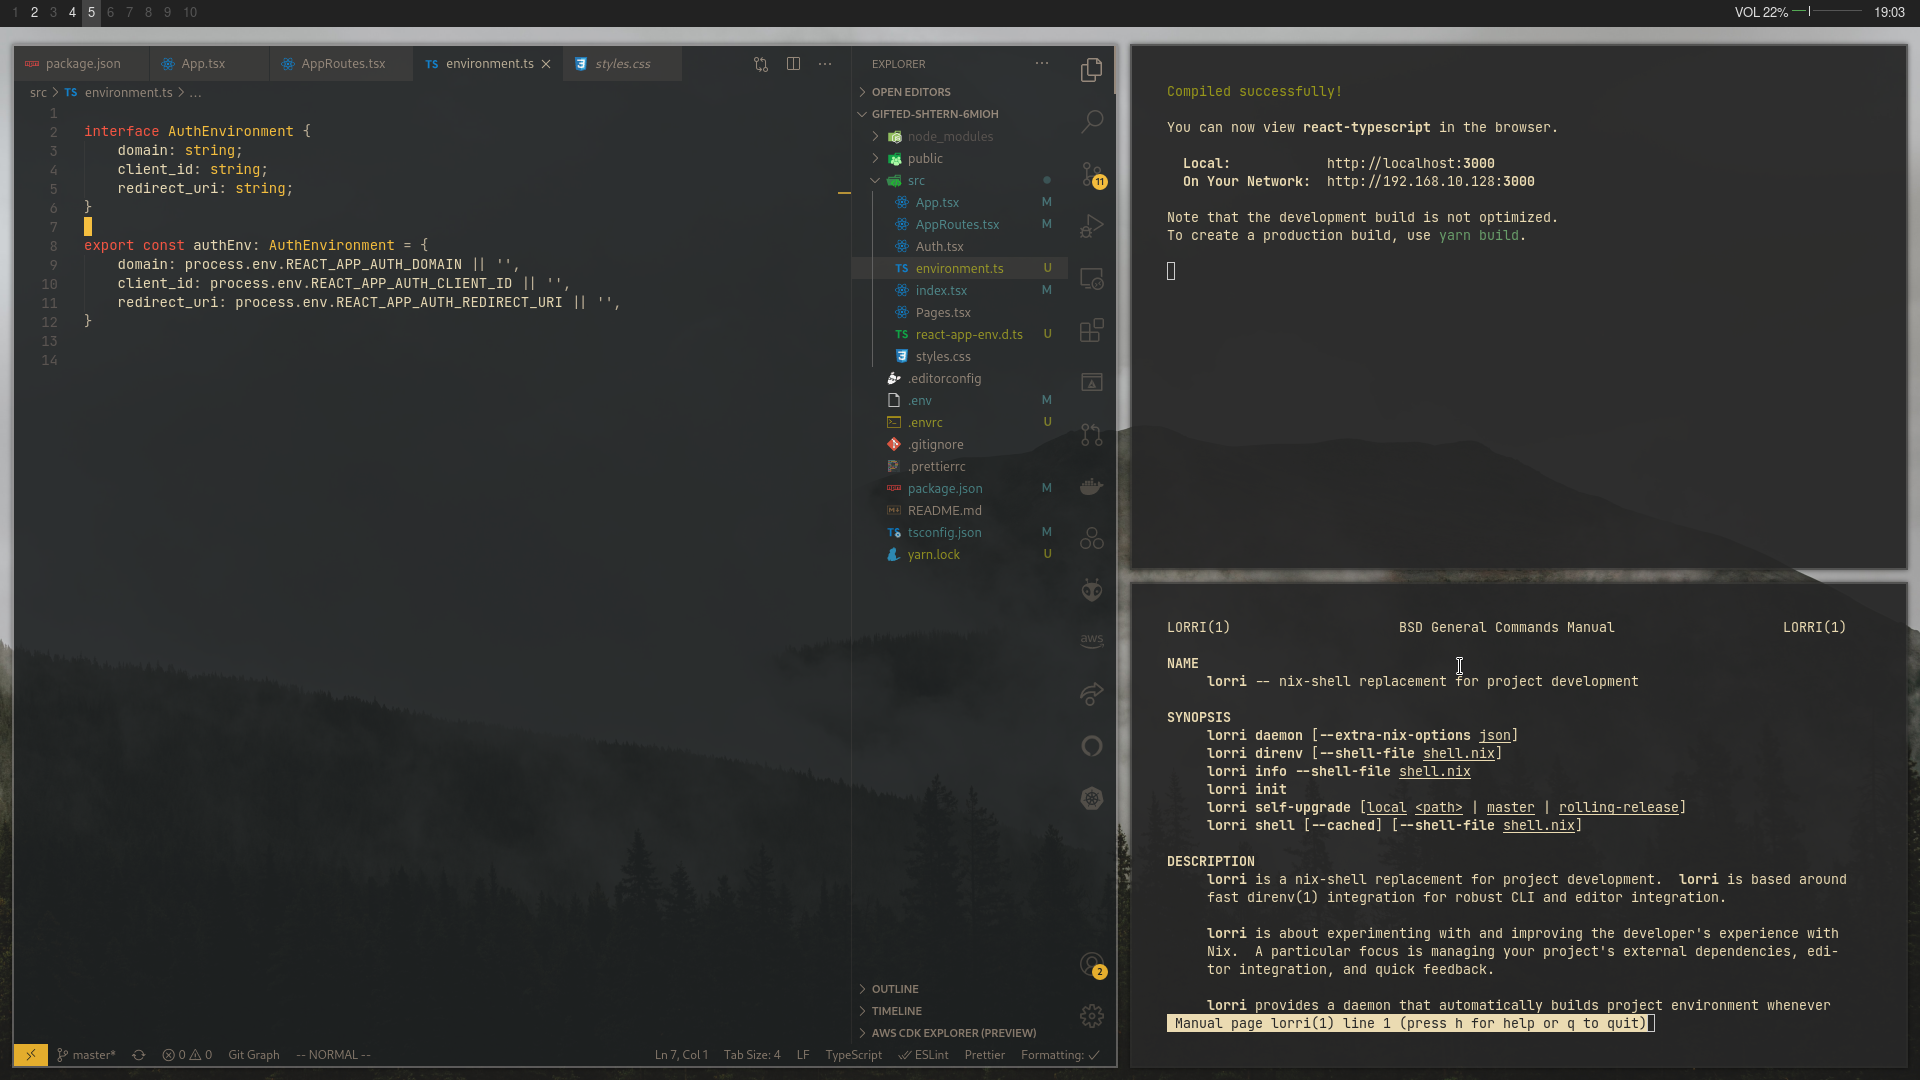 1 2 3 4 5 6 7 8 9 10
VOL 22%
19:03
package.json
App.tsx
AppRoutes.tsx
TS environment.ts
styles.css
src > TS environment.ts > ...
1
2 interface AuthEnvironment {
3 domain: string;
4 client_id: string;
5 redirect_uri: string;
6 }
7
8 export const authEnv: AuthEnvironment = {
9 domain: process.env.REACT_APP_AUTH_DOMAIN || '',
10 client_id: process.env.REACT_APP_AUTH_CLIENT_ID || '',
11 redirect_uri: process.env.REACT_APP_AUTH_REDIRECT_URI || '',
12 }
13
14
EXPLORER
OPEN EDITORS
GIFTED-SHTERN-6MIOH
node_modules
public
src
App.tsx M
AppRoutes.tsx M
Auth.tsx
TS environment.ts U
index.tsx M
Pages.tsx
TS react-app-env.d.ts U
styles.css
.editorconfig
.env M
.envrc U
.gitignore
.prettierrc
package.json M
README.md
TS tsconfig.json M
yarn.lock U
OUTLINE
TIMELINE
AWS CDK EXPLORER (PREVIEW)
11
aws
2
master*
0 0
Git Graph
-- NORMAL --
Ln 7, Col 1
Tab Size: 4
LF
TypeScript
ESLint
Prettier
Formating: ✓
Compiled successfully!
You can now view react-typescript in the browser.
Local: http://localhost:3000
On Your Network: http://192.168.10.128:3000
Note that the development build is not optimized.
To create a production build, use yarn build.
LORRI(1) BSD General Commands Manual LORRI(1)
NAME
lorri -- nix-shell replacement for project development
SYNOPSIS
lorri daemon [--extra-nix-options json]
lorri direnv [--shell-file shell.nix]
lorri info --shell-file shell.nix
lorri init
lorri self-upgrade [local <path> | master | rolling-release]
lorri shell [--cached] [--shell-file shell.nix]
DESCRIPTION
lorri is a nix-shell replacement for project development. lorri is based around
fast direnv(1) integration for robust CLI and editor integration.
lorri is about experimenting with and improving the developer's experience with
Nix. A particular focus is managing your project's external dependencies, edi-
tor integration, and quick feedback.
lorri provides a daemon that automatically builds project environment whenever
Manual page lorri(1) line 1 (press h for help or q to quit)